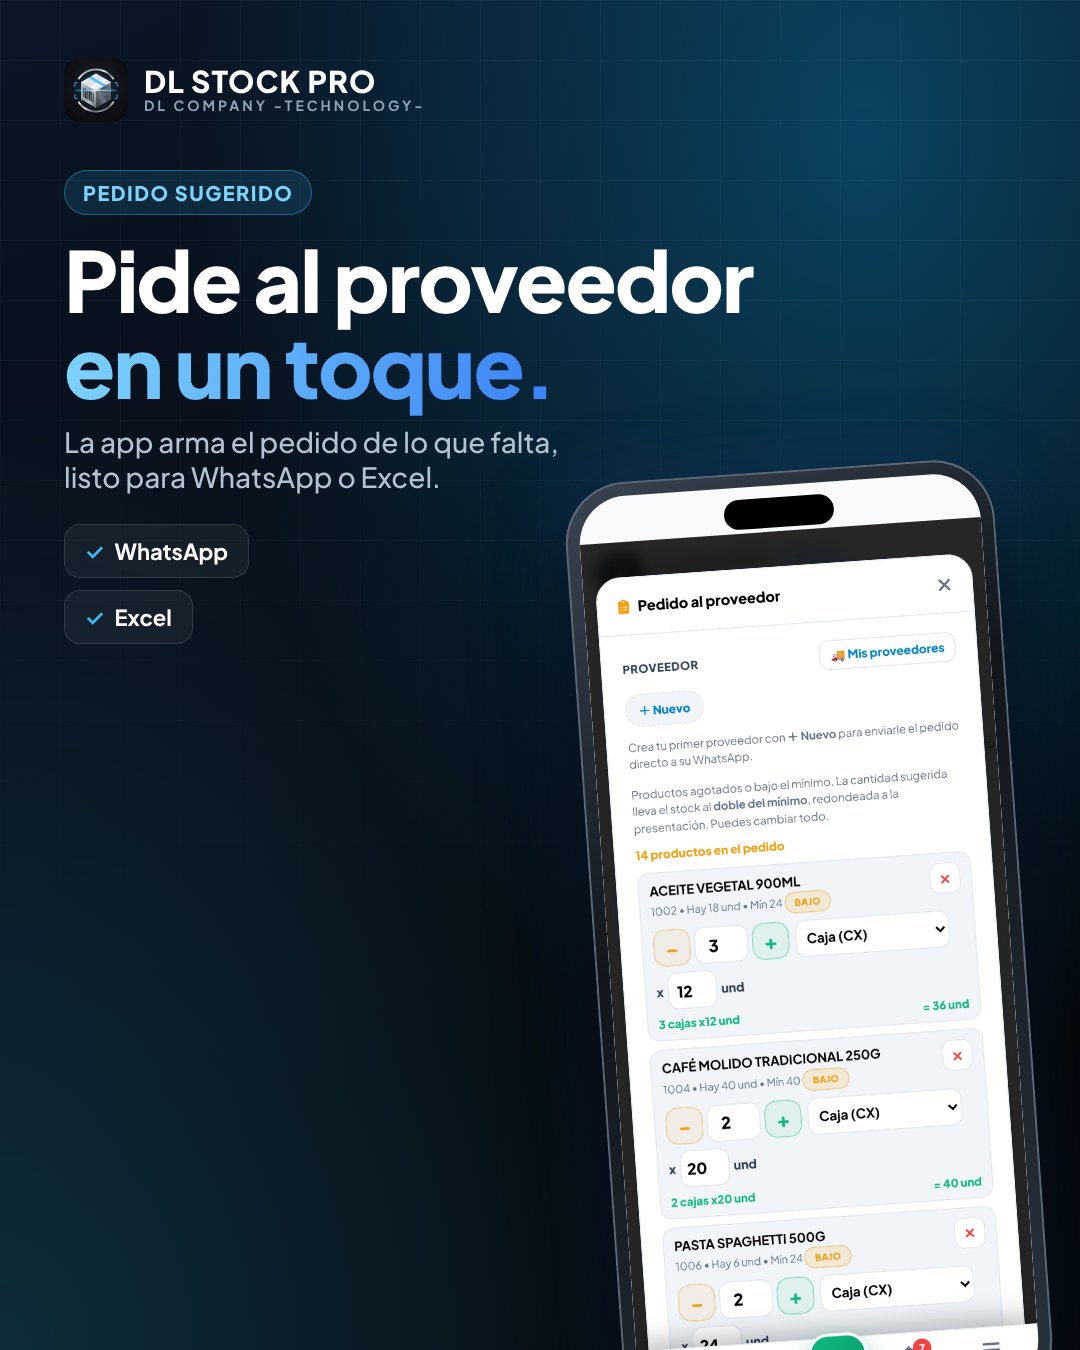 DL STOCK PRO
DL COMPANY -TECHNOLOGY-
PEDIDO SUGERIDO
Pide al proveedor
en un toque.
La app arma el pedido de lo que falta,
listo para WhatsApp o Excel.
✓ WhatsApp
✓ Excel
Pedido al proveedor ✕
PROVEEDOR
Mis proveedores
+ Nuevo
Crea tu primer proveedor con + Nuevo para enviarle el pedido
directo a su WhatsApp.
Productos agotados o bajo el mínimo. La cantidad sugerida
lleva el stock al doble del mínimo, redondeada a la
presentación. Puedes cambiar todo.
14 productos en el pedido
ACEITE VEGETAL 900ML ✕
1002 • Hay 18 und • Mín 24 BAJO
– 3 + Caja (CX)
x 12 und
3 cajas x12 und = 36 und
CAFÉ MOLIDO TRADICIONAL 250G ✕
1004 • Hay 40 und • Mín 40 BAJO
– 2 + Caja (CX)
x 20 und
2 cajas x20 und = 40 und
PASTA SPAGHETTI 500G ✕
1006 • Hay 6 und • Mín 24 BAJO
– 2 + Caja (CX)
x 24 und
7